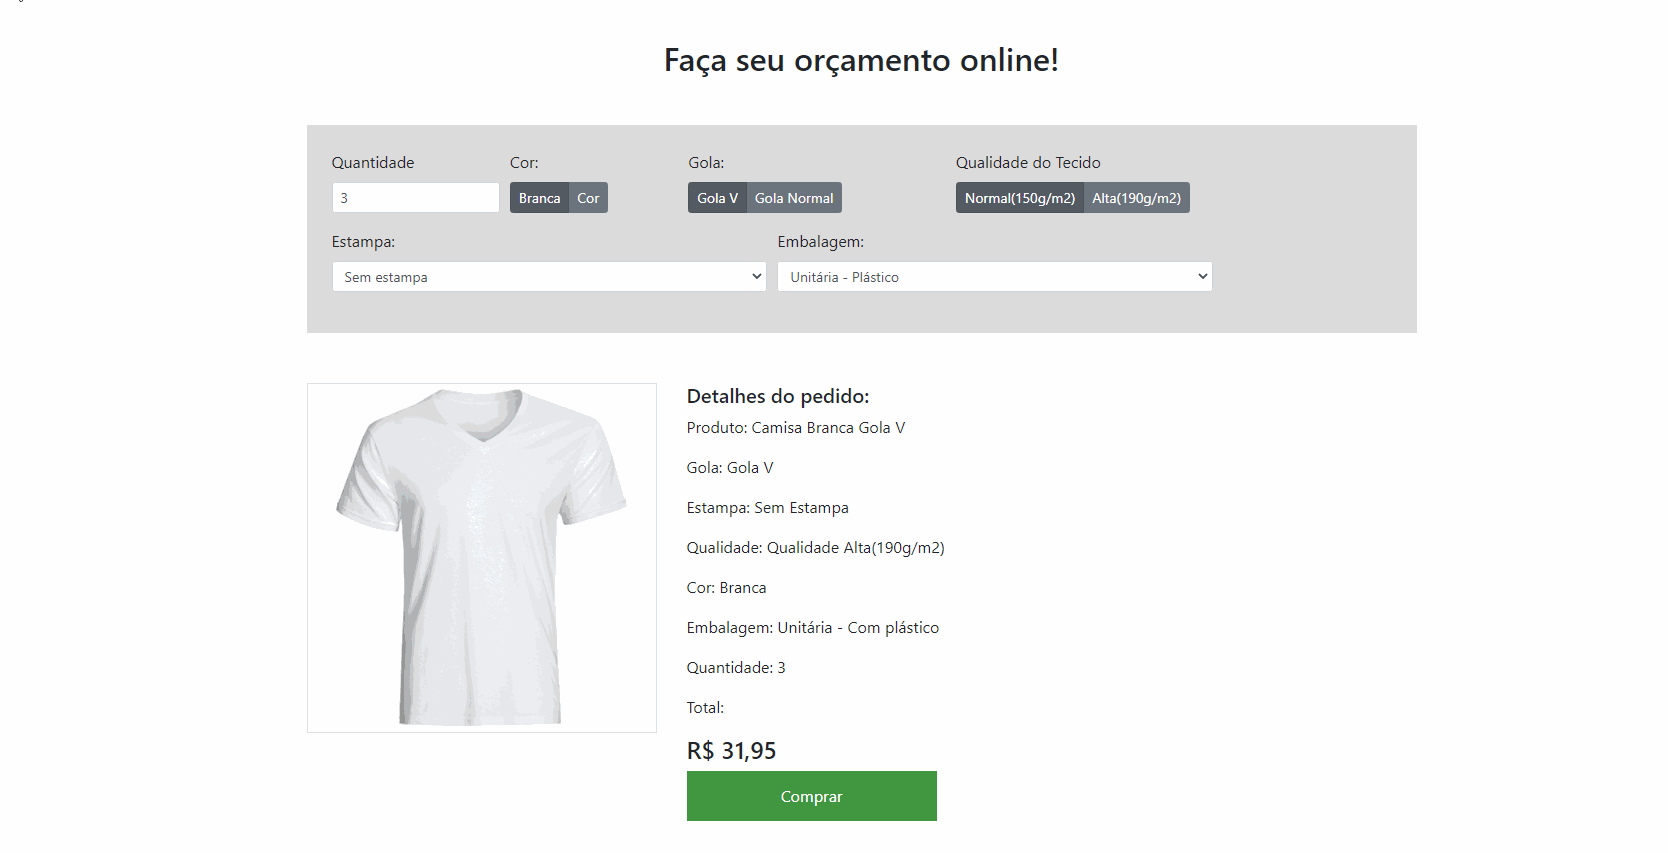 Faça seu orçamento online!
Quantidade
Cor:
Gola:
Qualidade do Tecido
3
Branca
Cor
Gola V
Gola Normal
Normal(150g/m2)
Alta(190g/m2)
Estampa:
Embalagem:
Sem estampa
Unitária - Plástico
Detalhes do pedido:
Produto: Camisa Branca Gola V
Gola: Gola V
Estampa: Sem Estampa
Qualidade: Qualidade Alta(190g/m2)
Cor: Branca
Embalagem: Unitária - Com plástico
Quantidade: 3
Total:
R$ 31,95
Comprar